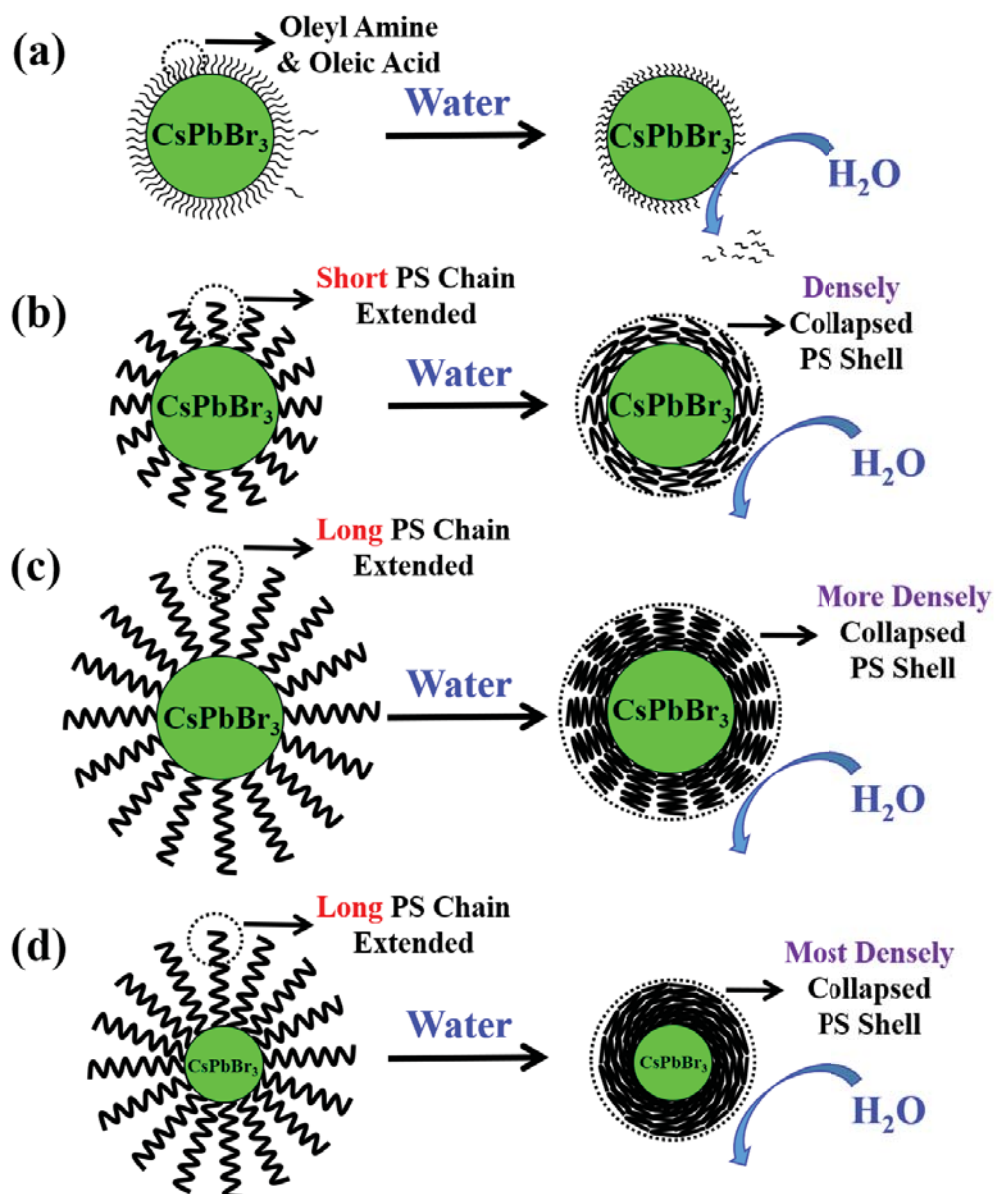 (a)
Oleyl Amine
& Oleic Acid
CsPbBr₃
Water
CsPbBr₃
H₂O
(b)
Short PS Chain
Extended
CsPbBr₃
Water
Densely
Collapsed
PS Shell
CsPbBr₃
H₂O
(c)
Long PS Chain
Extended
CsPbBr₃
Water
More Densely
Collapsed
PS Shell
CsPbBr₃
H₂O
(d)
Long PS Chain
Extended
CsPbBr₃
Water
Most Densely
Collapsed
PS Shell
CsPbBr₃
H₂O